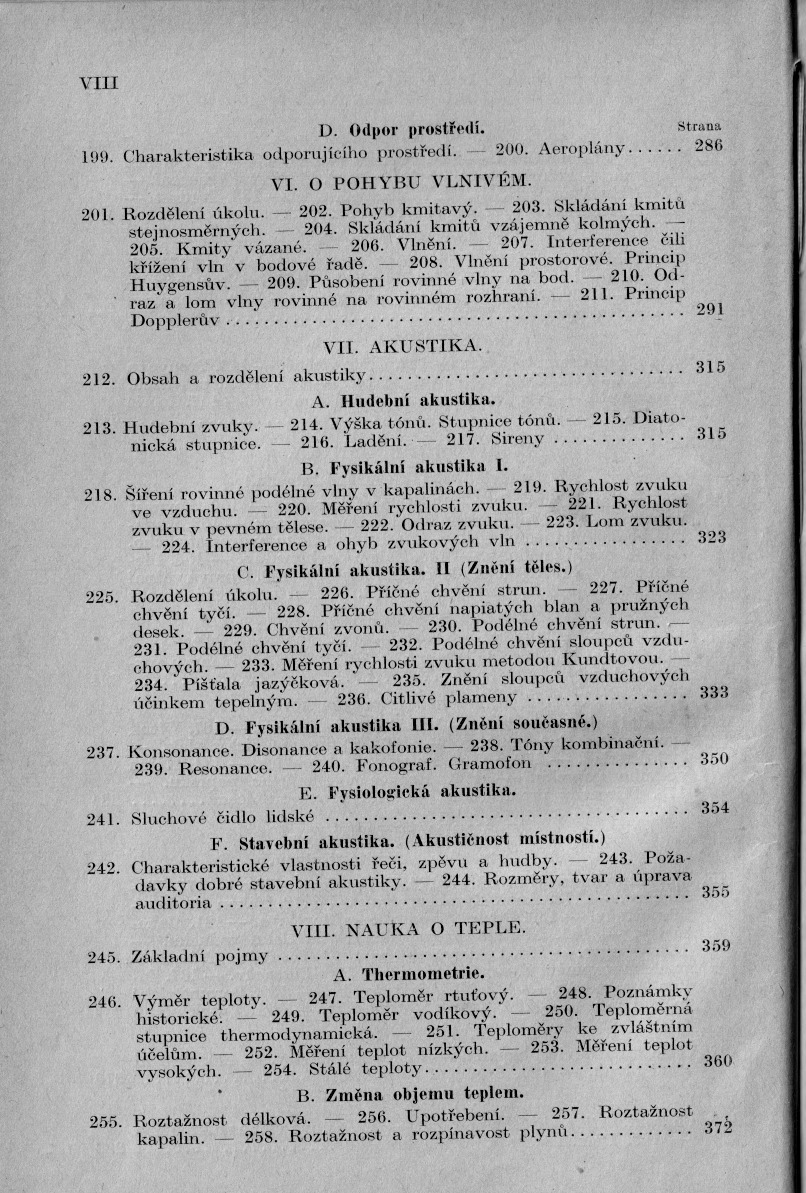 VIII
D. Odpor prostředí. Strana
199. Charakteristika odporujícího prostředí. — 200. Aeroplány...... 286
VI. O POHYBU VLNIVÉM.
201. Rozdělení úkolu. — 202. Pohyb kmitavý. — 203. Skládání kmitů
stejnosměrných. — 204. Skládání kmitů vzájemně kolmých. —
205. Kmity vázané. — 206. Vlnění. — 207. Interference čili
křížení vln v bodové řadě. — 208. Vlnění prostorové. Princip
Huygensův. — 209. Působení rovinné vlny na bod. — 210. Od-
raz a lom vlny rovinné na rovinném rozhraní. — 211. Princip
Dopplerův ........................................ 291
VII. AKUSTIKA.
212. Obsah a rozdělení akustiky................................ 315
A. Hudební akustika.
213. Hudební zvuky. — 214. Výška tónů. Stupnice tónů. — 215. Diato-
nická stupnice. — 216. Ladění. — 217. Sireny .............. 315
B. Fysikální akustika I.
218. Šíření rovinné podélné vlny v kapalinách. — 219. Rychlost zvuku
ve vzduchu. — 220. Měření rychlosti zvuku. — 221. Rychlost
zvuku v pevném tělese. — 222. Odraz zvuku. — 223. Lom zvuku.
— 224. Interference a ohyb zvukových vln ................. 323
C. Fysikální akustika. II (Znění těles.)
225. Rozdělení úkolu. — 226. Příčné chvění strun. — 227. Příčné
chvění tyčí. — 228. Příčné chvění napiatých blan a pružných
desek. — 229. Chvění zvonů. — 230. Podélné chvění strun. —
231. Podélné chvění tyčí. — 232. Podélné chvění sloupců vzdu-
chových. — 233. Měření rychlosti zvuku metodou Kundtovou. —
234. Píšťala jazýčková. — 235. Znění sloupců vzduchových
účinkem tepelným. — 236. Citlivé plameny ................. 333
D. Fysikální akustika III. (Znění současné.)
237. Konsonance. Disonance a kakofonie. — 238. Tóny kombinační. —
239. Resonance. — 240. Fonograf. Gramofon ............... 350
E. Fysiologická akustika.
241. Sluchové čidlo lidské ..................................... 354
F. Stavební akustika. (Akustičnost místností.)
242. Charakteristické vlastnosti řeči, zpěvu a hudby. — 243. Poža-
davky dobré stavební akustiky. — 244. Rozměry, tvar a úprava
auditoria ................................................ 355
VIII. NAUKA O TEPLE.
245. Základní pojmy .......................................... 359
A. Thermometrie.
246. Výměr teploty. — 247. Teploměr rtuťový. — 248. Poznámky
historické. — 249. Teploměr vodíkový. — 250. Teploměrná
stupnice thermodynamická. — 251. Teploměry ke zvláštním
účelům. — 252. Měření teplot nízkých. — 253. Měření teplot
vysokých. — 254. Stálé teploty............................ 360
B. Změna objemu teplem.
255. Roztažnost délková. — 256. Upotřebení. — 257. Roztažnost
kapalin. — 258. Roztažnost a rozpínavost plynů............. 372